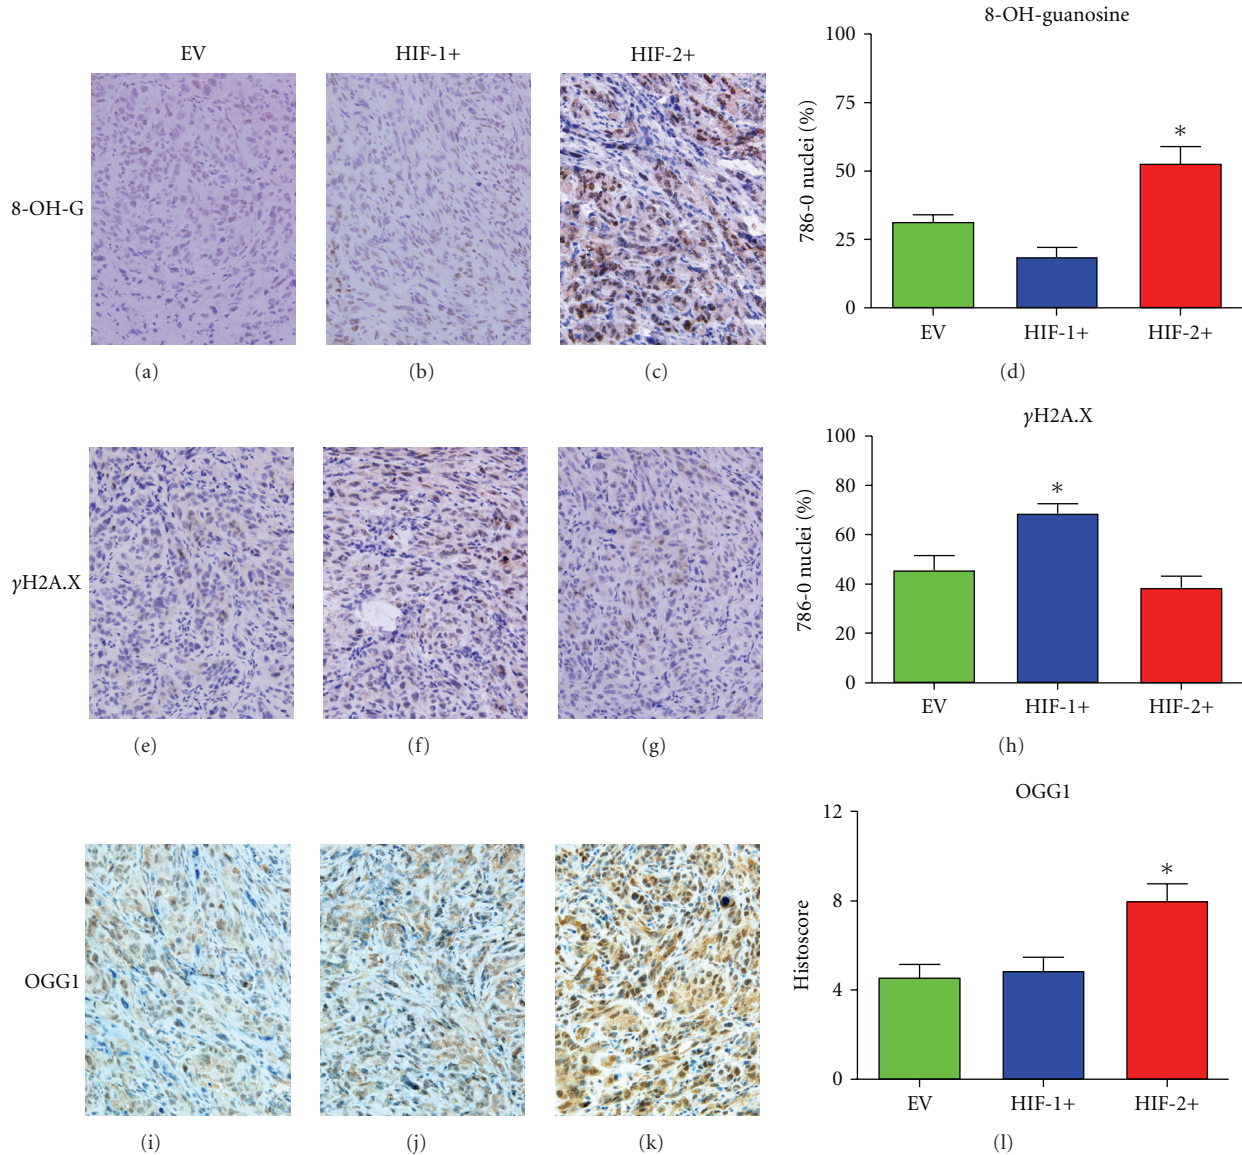 EV HIF-1+ HIF-2+
8-OH-G
(a) (b) (c)
8-OH-guanosine
786-0 nuclei (%)
100
75
50
25
0
*
EV HIF-1+ HIF-2+
(d)
γH2A.X
(e) (f) (g)
γH2A.X
786-0 nuclei (%)
100
80
60
40
20
0
*
EV HIF-1+ HIF-2+
(h)
OGG1
(i) (j) (k)
OGG1
Histoscore
12
8
4
0
*
EV HIF-1+ HIF-2+
(l)